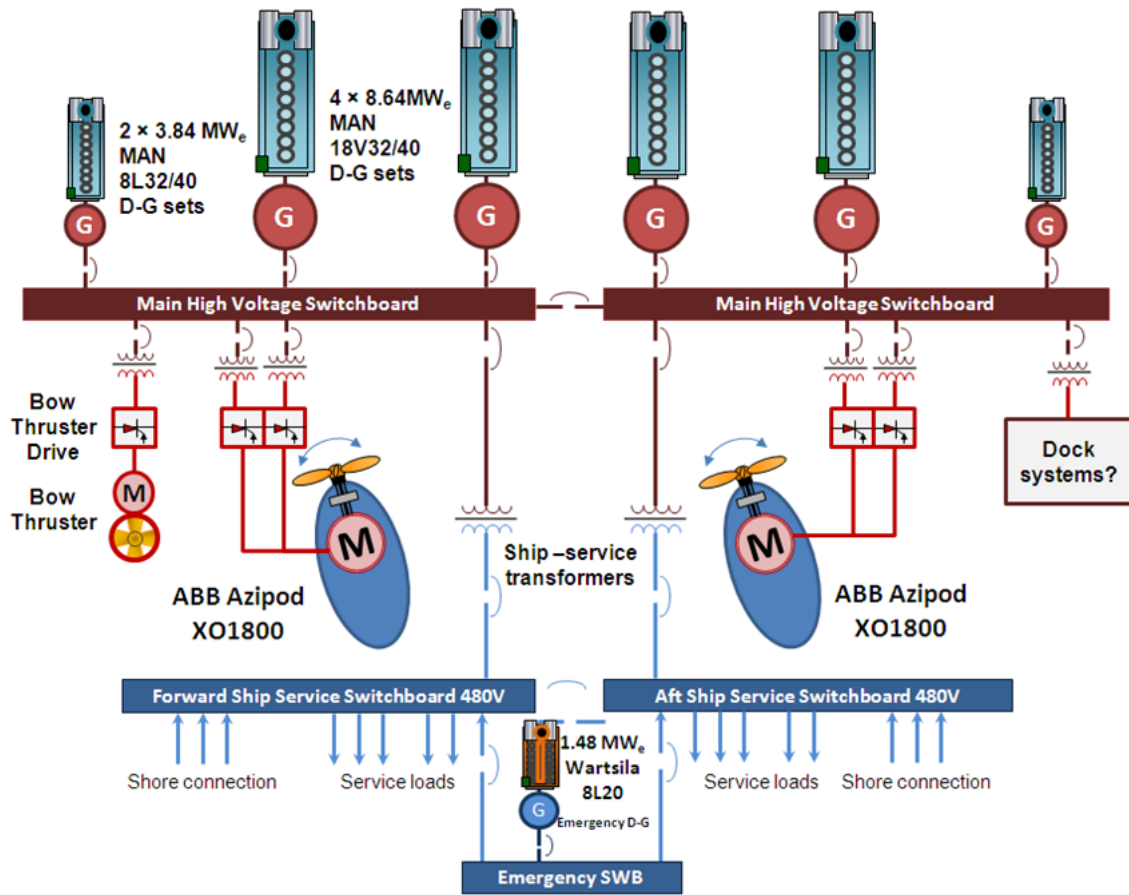 2 × 3.84 MWe
MAN
8L32/40
D-G sets
4 × 8.64MWe
MAN
18V32/40
D-G sets
G
G
G
G
G
G
Main High Voltage Switchboard
Main High Voltage Switchboard
Bow
Thruster
Drive
M
Bow
Thruster
M
ABB Azipod
XO1800
Ship –service
transformers
M
ABB Azipod
XO1800
Dock
systems?
Forward Ship Service Switchboard 480V
Aft Ship Service Switchboard 480V
Shore connection
Service loads
1.48 MWe
Wartsila
8L20
G
Emergency D-G
Service loads
Shore connection
Emergency SWB